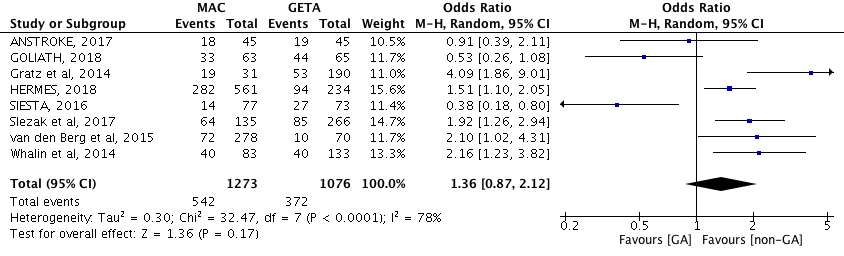 MAC GETA Odds Ratio Odds Ratio
Study or Subgroup Events Total Events Total Weight M-H, Random, 95% CI M-H, Random, 95% CI
ANSTROKE, 2017 18 45 19 45 10.5% 0.91 [0.39, 2.11]
GOLIATH, 2018 33 63 44 65 11.7% 0.53 [0.26, 1.08]
Gratz et al, 2014 19 31 53 190 10.9% 4.09 [1.86, 9.01]
HERMES, 2018 282 561 94 234 16.6% 1.51 [1.10, 2.05]
SIESTA, 2016 14 77 27 73 11.2% 0.38 [0.18, 0.80]
Slezak et al, 2017 64 135 85 266 14.9% 1.92 [1.26, 2.94]
van den Berg et al, 2015 72 278 10 70 11.7% 2.10 [1.02, 4.31]
Whalin et al, 2014 40 83 40 133 13.3% 2.16 [1.23, 3.82]
Total (95% CI) 1273 1076 100.0% 1.36 [0.87, 2.12]
Total events 542 372
Heterogeneity: Tau² = 0.30; Chi² = 32.47, df = 7 (P < 0.0001); I² = 78%
Test for overall effect: Z = 1.36 (P = 0.17)
0.2 0.5 1 2 5
Favours [GA] Favours [non-GA]